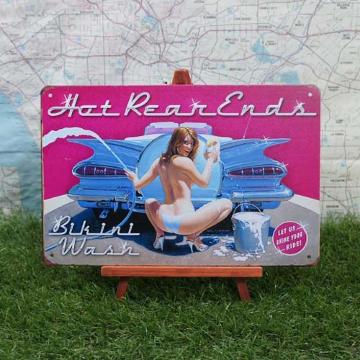 Hot Rear Ends
Bikini
Wash
LET US
SHINE YOUR
RIDE!